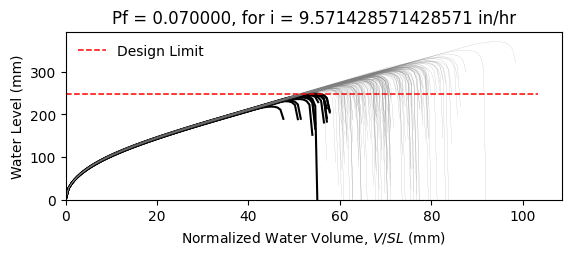 Pf = 0.070000, for i = 9.571428571428571 in/hr
Design Limit
Water Level (mm)
300
200
100
0
0 20 40 60 80 100
Normalized Water Volume, V/SL (mm)